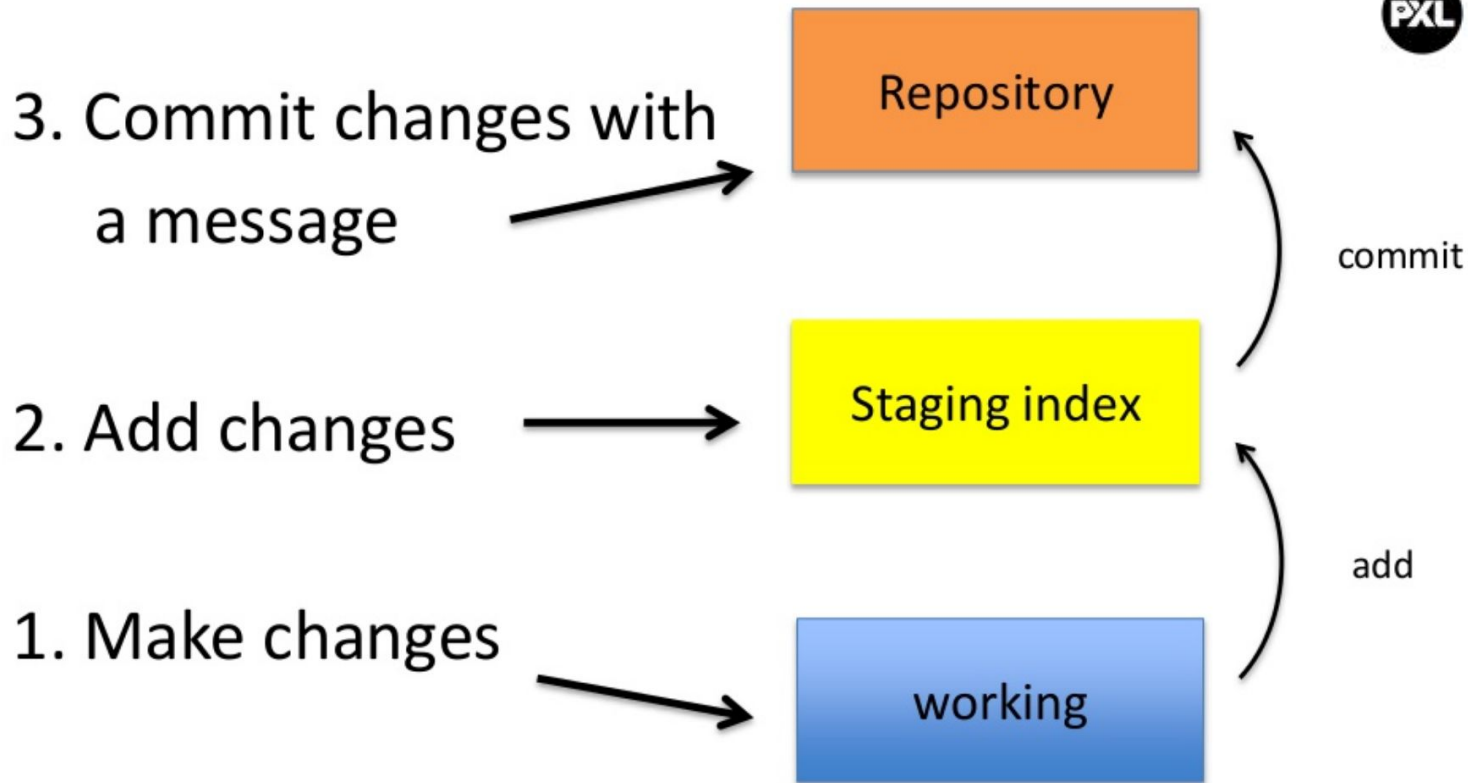 PXL
3. Commit changes with
a message
Repository
commit
2. Add changes
Staging index
add
1. Make changes
working